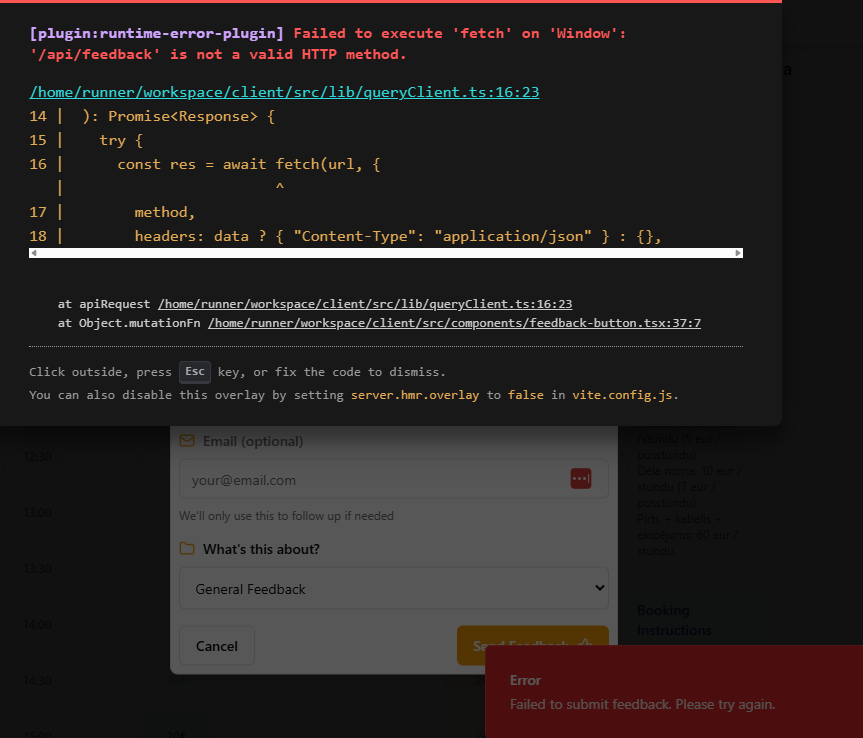 [plugin:runtime-error-plugin] Failed to execute 'fetch' on 'Window':
'/api/feedback' is not a valid HTTP method.
/home/runner/workspace/client/src/lib/queryClient.ts:16:23
14 | ): Promise<Response> {
15 | try {
16 | const res = await fetch(url, {
| ^
17 | method,
18 | headers: data ? { "Content-Type": "application/json" } : {},
at apiRequest /home/runner/workspace/client/src/lib/queryClient.ts:16:23
at Object.mutationFn /home/runner/workspace/client/src/components/feedback-button.tsx:37:7
Click outside, press Esc key, or fix the code to dismiss.
You can also disable this overlay by setting server.hmr.overlay to false in vite.config.js.
Email (optional)
your@email.com
We'll only use this to follow up if needed
What's this about?
General Feedback
Cancel
Send Feedback
12:30
13:00
13:30
14:00
14:30
15:00
stundu (5 eur /
pusstundu)
Dēļa noma: 10 eur /
stundu (7 eur /
pusstundu)
Pirts + kabelis +
ekipējums: 60 eur /
stundu
Booking
Instructions
Error
Failed to submit feedback. Please try again.